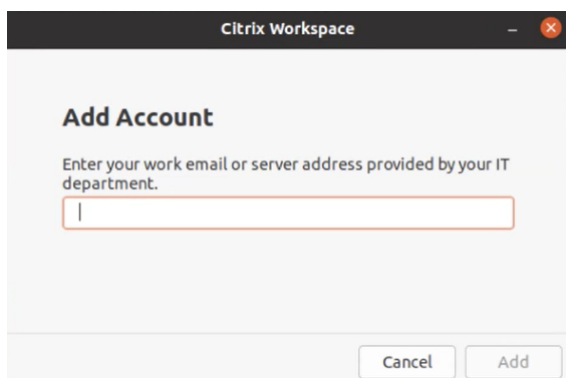 Citrix Workspace
Add Account
Enter your work email or server address provided by your IT
department.
Cancel
Add